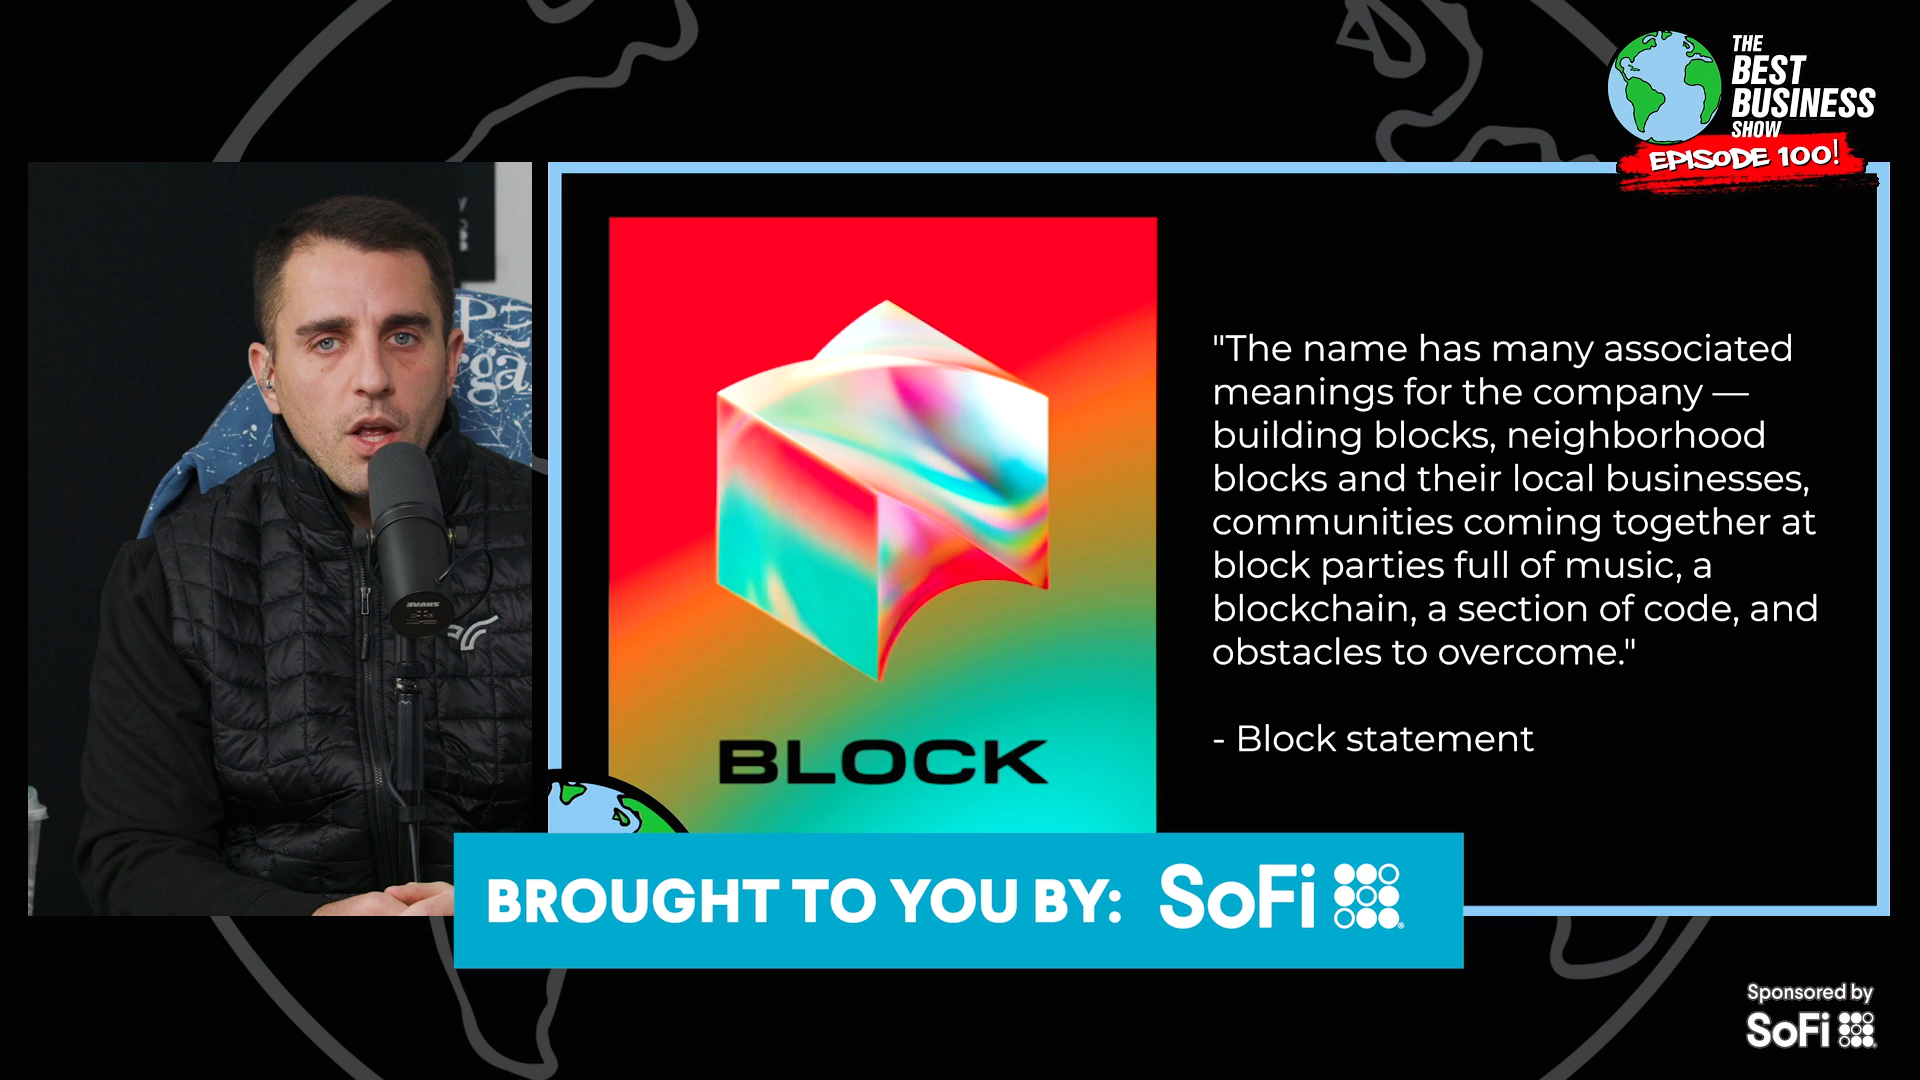 THE
BEST
BUSINESS
SHOW
EPISODE 100!
"The name has many associated
meanings for the company —
building blocks, neighborhood
blocks and their local businesses,
communities coming together at
block parties full of music, a
blockchain, a section of code, and
obstacles to overcome."
- Block statement
BLOCK
BROUGHT TO YOU BY: SoFi
Sponsored by
SoFi